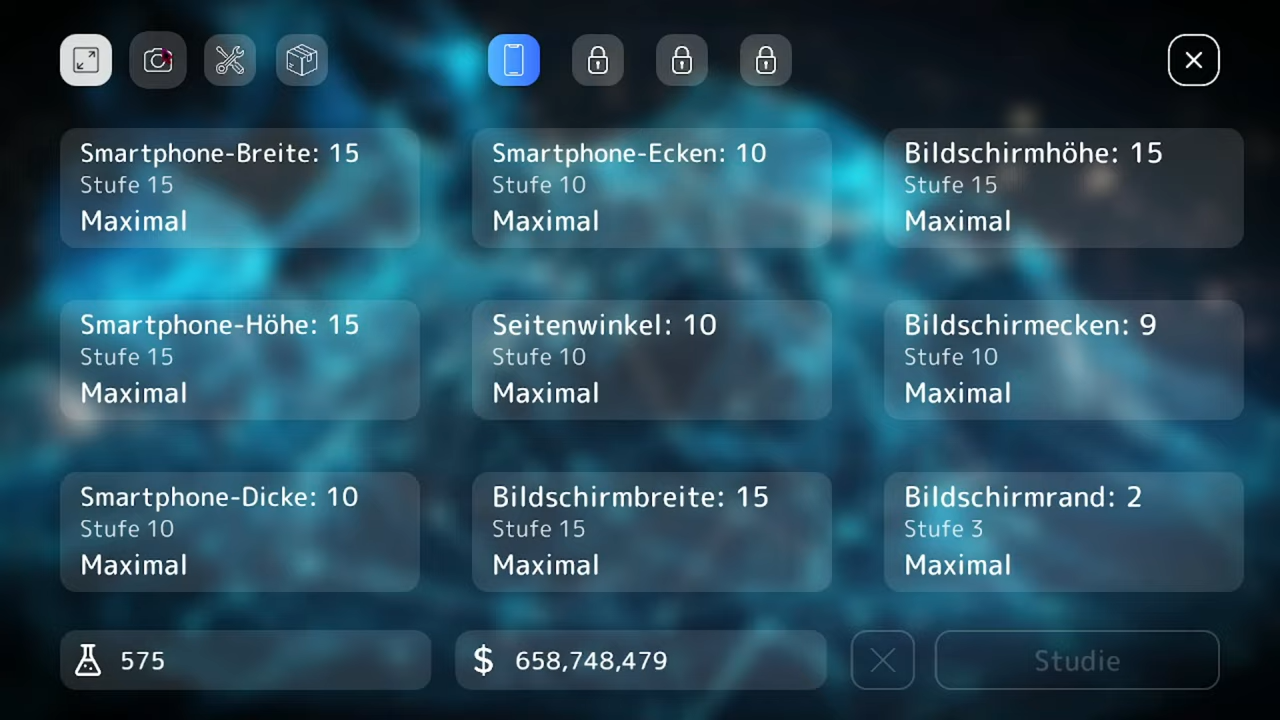 Smartphone-Breite: 15
Stufe 15
Maximal
Smartphone-Ecken: 10
Stufe 10
Maximal
Bildschirmhöhe: 15
Stufe 15
Maximal
Smartphone-Höhe: 15
Stufe 15
Maximal
Seitenwinkel: 10
Stufe 10
Maximal
Bildschirmecken: 9
Stufe 10
Maximal
Smartphone-Dicke: 10
Stufe 10
Maximal
Bildschirmbreite: 15
Stufe 15
Maximal
Bildschirmrand: 2
Stufe 3
Maximal
575
$ 658,748,479
Studie